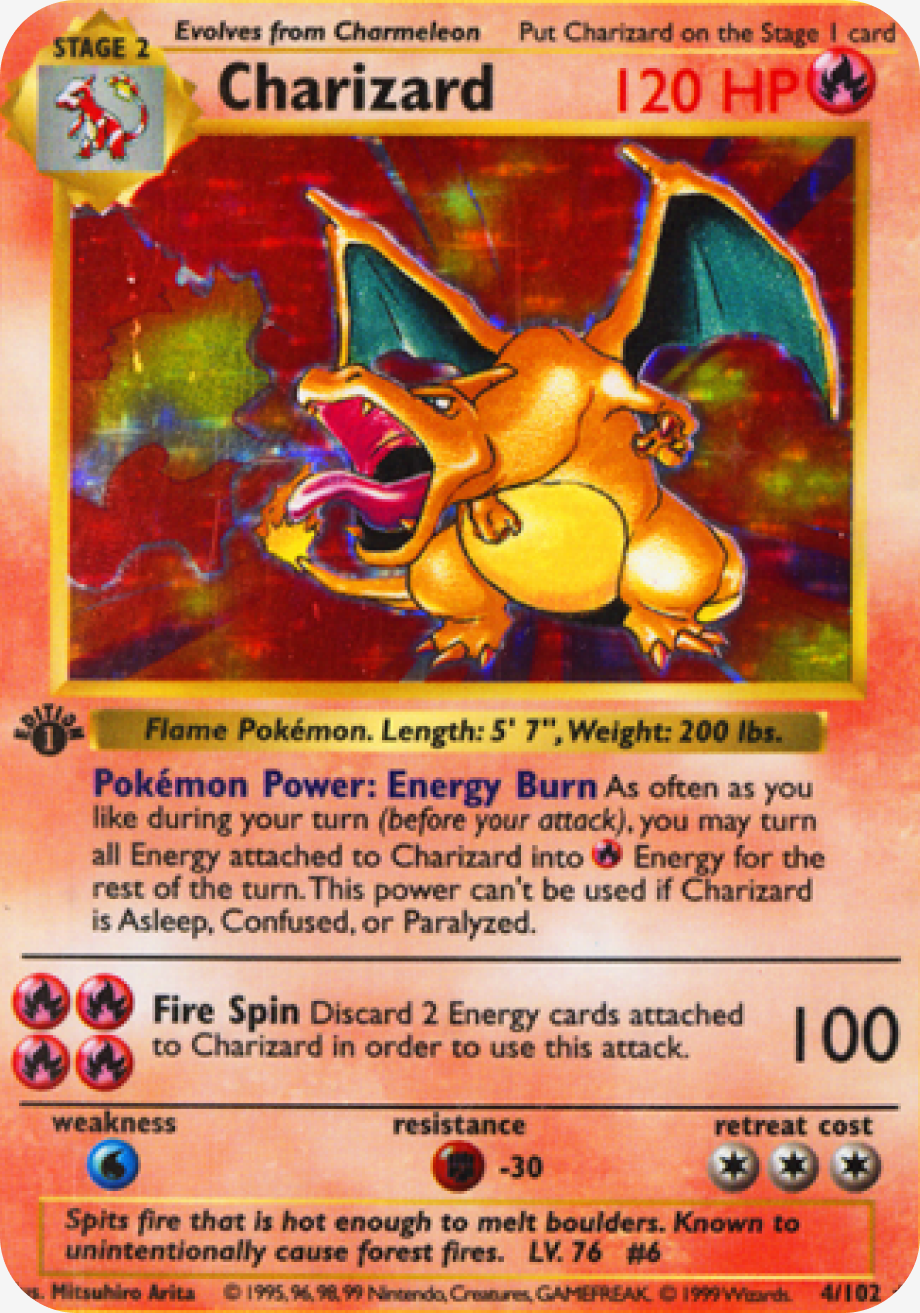 STAGE 2
Evolves from Charmeleon Put Charizard on the Stage 1 card
Charizard 120 HP
EDITION
1
Flame Pokémon. Length: 5' 7", Weight: 200 lbs.
Pokémon Power: Energy Burn As often as you
like during your turn (before your attack), you may turn
all Energy attached to Charizard into Energy for the
rest of the turn. This power can't be used if Charizard
is Asleep, Confused, or Paralyzed.
Fire Spin Discard 2 Energy cards attached
to Charizard in order to use this attack.
100
weakness resistance retreat cost
-30
Spits fire that is hot enough to melt boulders. Known to
unintentionally cause forest fires. LV. 76 #6
s. Mitsuhiro Arita © 1995, 96, 98, 99 Nintendo, Creatures, GAMEFREAK. © 1999 Wizards. 4/102